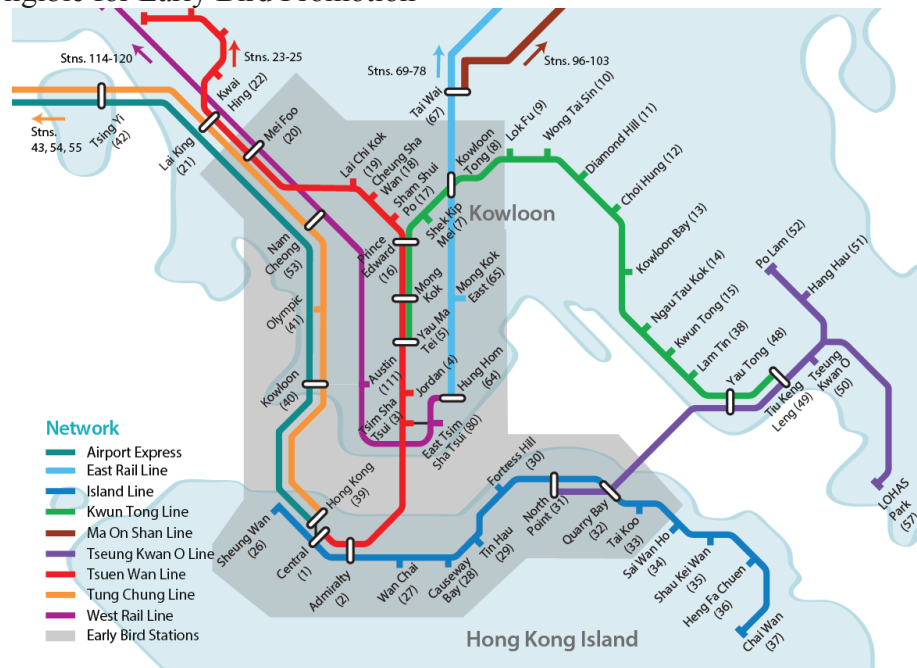 ngible for Early Bird Promotion
Stns. 114-120
Stns. 23-25
Stns. 69-78
Stns. 96-103
Kwai
Hing (22)
Mei Foo
(20)
Tai Wai
(67)
Lok Fu (9)
Wong Tai Sin (10)
Tsing Yi
(42)
Stns.
43, 54, 55
Lai King
(21)
Lai Chi Kok
(19)
Cheung Sha
Wan (18)
Sham Shui
Po (17)
Kowloon
Tong (8)
Diamond Hill (11)
Choi Hung (12)
Shek Kip
Mei (7)
Kowloon
Nam
Cheong
(53)
Prince
Edward
(16)
Kowloon Bay (13)
Po Lam (52)
Hang Hau (51)
Mong
Kok
Mong Kok
East (65)
Ngau Tau Kok (14)
Olympic
(41)
Yau Ma
Tei (5)
Kwun Tong (15)
Lam Tin (38)
Yau Tong (48)
Kowloon
(40)
Austin
(111)
Jordan (4)
Hung Hom
(64)
Tiu Keng
Leng (49)
Tseung
Kwan O
(50)
Tsim Sha
Tsui (3)
East Tsim
Sha Tsui (80)
Network
Airport Express
East Rail Line
Island Line
Kwun Tong Line
Ma On Shan Line
Tseung Kwan O Line
Tsuen Wan Line
Tung Chung Line
West Rail Line
Early Bird Stations
Hong Kong
(39)
Fortress Hill
(30)
LOHAS
Park
(57)
Sheung Wan
(26)
Central
(1)
Admiralty
(2)
Wan Chai
(27)
Causeway
Bay (28)
Tin Hau
(29)
North
Point (31)
Quarry Bay
(32)
Tai Koo
(33)
Sai Wan Ho
(34)
Shau Kei Wan
(35)
Heng Fa Chuen
(36)
Chai Wan
(37)
Hong Kong Island